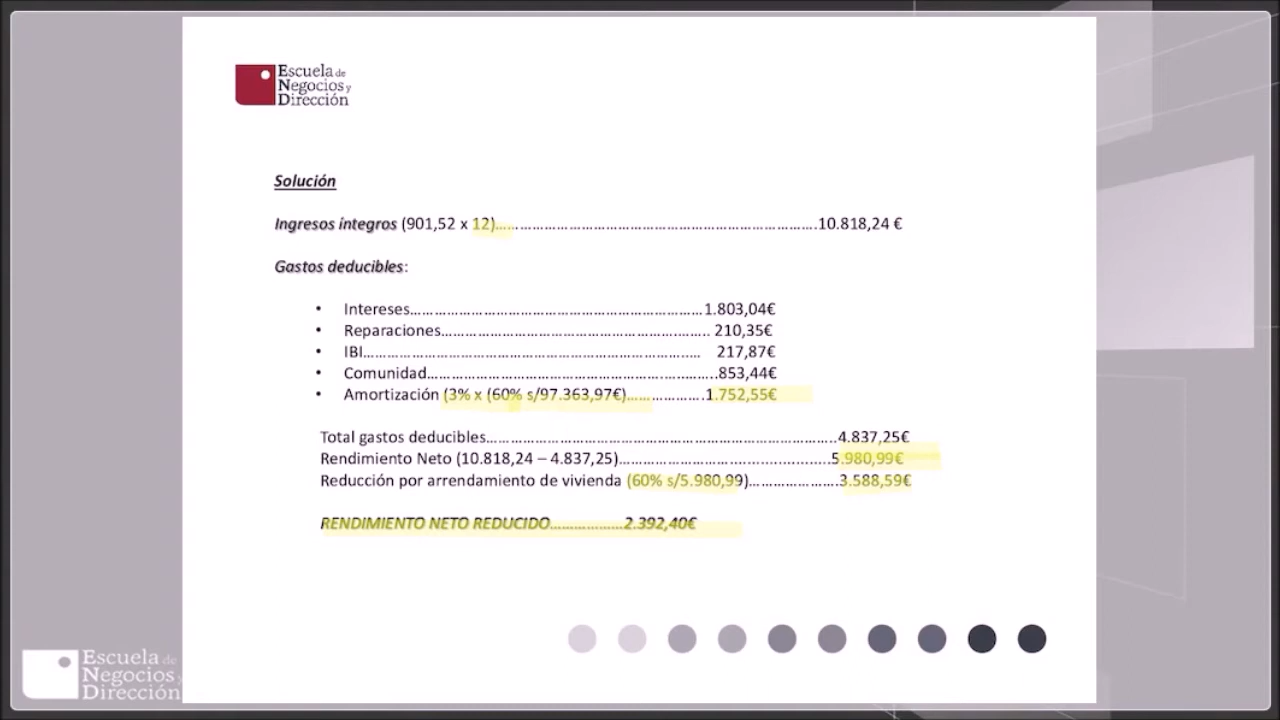 Escuela de
Negocios y
Dirección
Solución
Ingresos íntegros (901,52 x 12)……………………………………………………………………….10.818,24 €
Gastos deducibles:
• Intereses………………………………………………………………1.803,04€
• Reparaciones……………………………………………………….…….. 210,35€
• IBI…………………………………………………………………………….…. 217,87€
• Comunidad……………………………………………………….…..……..853,44€
• Amortización (3% x (60% s/97.363,97€)……………….…….1.752,55€
Total gastos deducibles…………………………………………………………………………..4.837,25€
Rendimiento Neto (10.818,24 – 4.837,25)…………………………...……….…………..5.980,99€
Reducción por arrendamiento de vivienda (60% s/5.980,99)………………….3.588,59€
RENDIMIENTO NETO REDUCIDO………………2.392,40€
Escuela de
Negocios y
Dirección